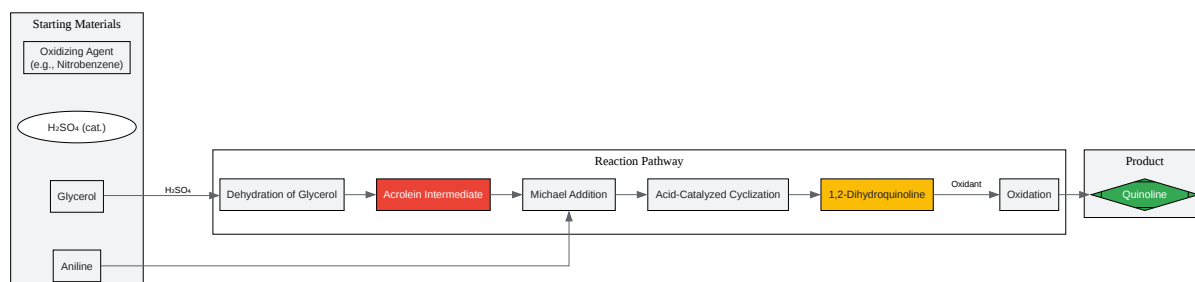 Starting Materials
Oxidizing Agent
(e.g., Nitrobenzene)
H₂SO₄ (cat.)
Glycerol
H₂SO₄
Aniline
Reaction Pathway
Dehydration of Glycerol
Acrolein Intermediate
Michael Addition
Acid-Catalyzed Cyclization
1,2-Dihydroquinoline
Oxidant
Oxidation
Product
Quinoline